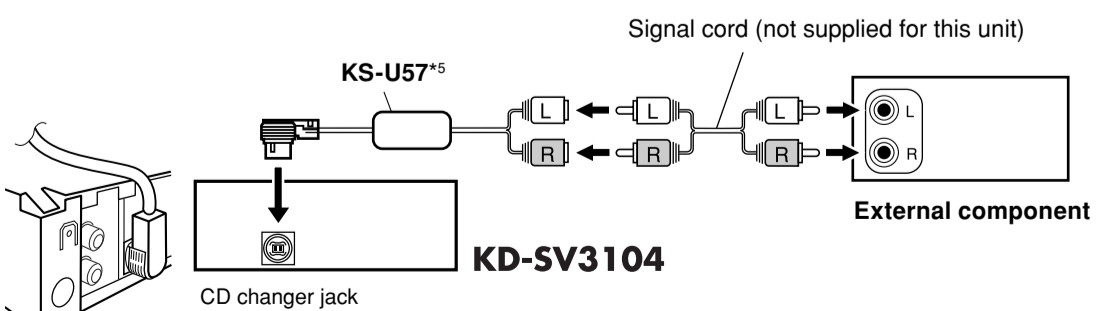 Signal cord (not supplied for this unit)
KS-U57*5
L
L
L
L
R
R
R
R
External component
KD-SV3104
CD changer jack